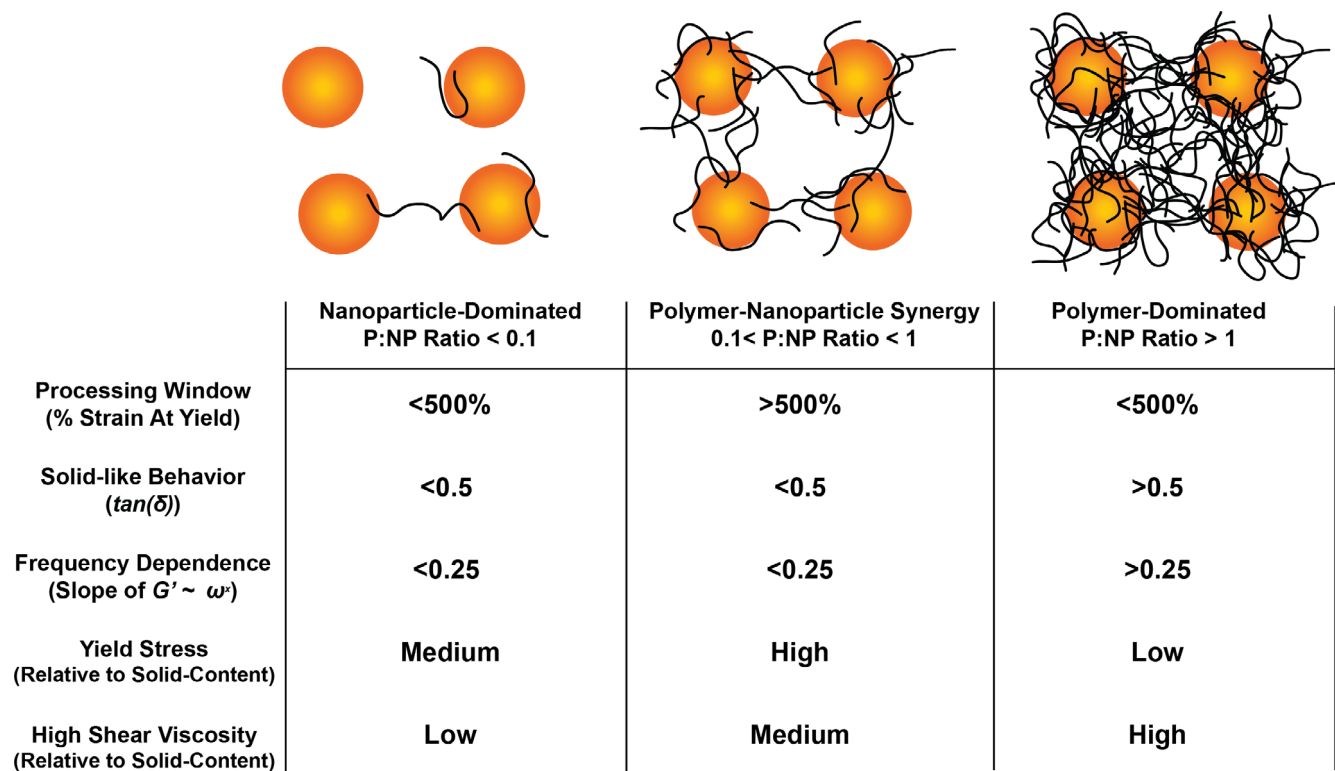 Nanoparticle-Dominated
P:NP Ratio < 0.1
Polymer-Nanoparticle Synergy
0.1< P:NP Ratio < 1
Polymer-Dominated
P:NP Ratio > 1
Processing Window
(% Strain At Yield)
<500%
>500%
<500%
Solid-like Behavior
(tan(δ))
<0.5
<0.5
>0.5
Frequency Dependence
(Slope of G' ~ ωˣ)
<0.25
<0.25
>0.25
Yield Stress
(Relative to Solid-Content)
Medium
High
Low
High Shear Viscosity
(Relative to Solid-Content)
Low
Medium
High